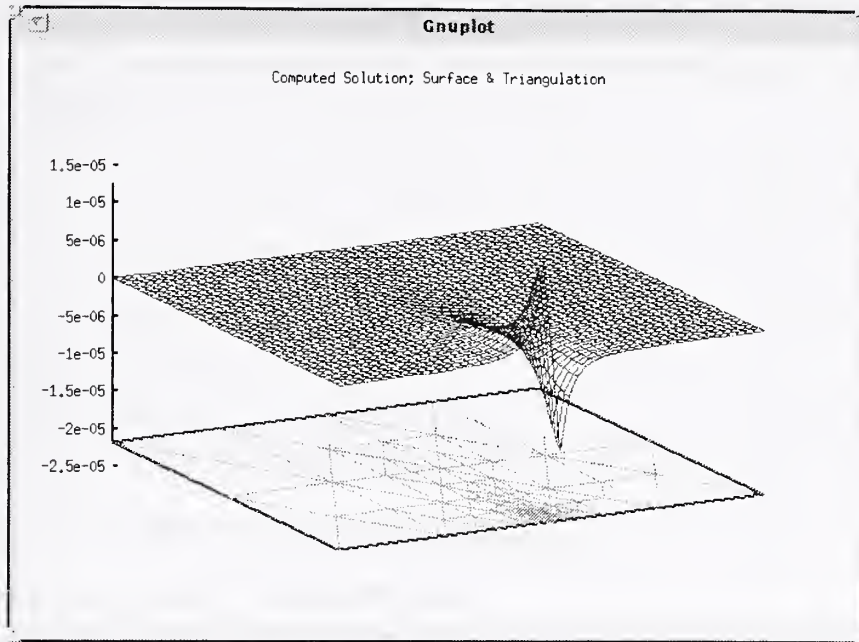 Gnuplot
Computed Solution; Surface & Triangulation
1.5e-05
1e-05
5e-06
0
-5e-06
-1e-05
-1.5e-05
-2e-05
-2.5e-05